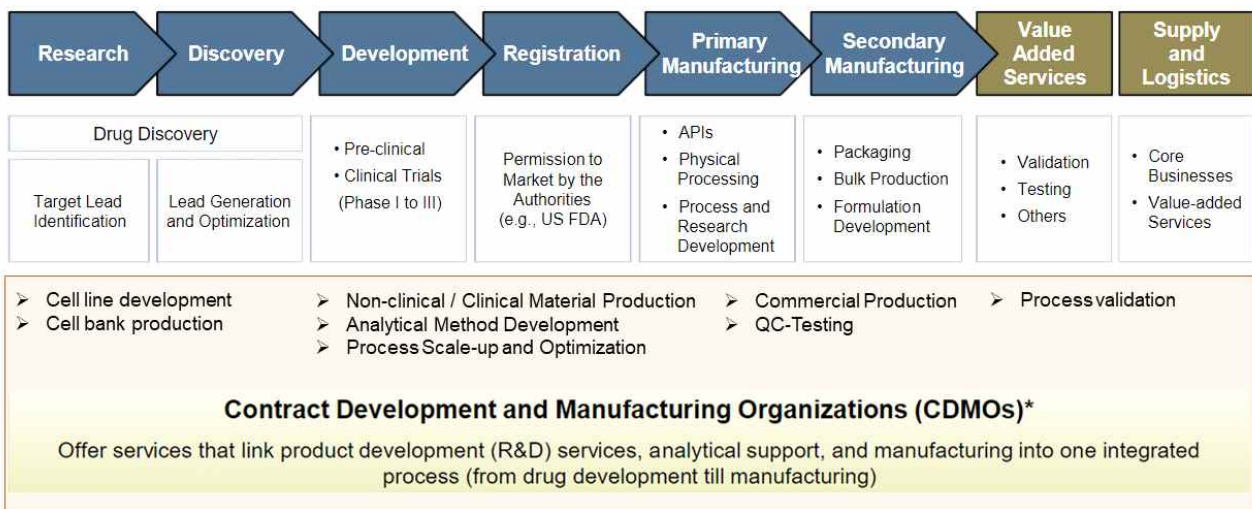 Research
Discovery
Development
Registration
Primary
Manufacturing
Secondary
Manufacturing
Value
Added
Services
Supply
and
Logistics
Drug Discovery
Target Lead
Identification
Lead Generation
and Optimization
• Pre-clinical
• Clinical Trials
(Phase I to III)
Permission to
Market by the
Authorities
(e.g., US FDA)
• APIs
• Physical
Processing
• Process and
Research
Development
• Packaging
• Bulk Production
• Formulation
Development
• Validation
• Testing
• Others
• Core
Businesses
• Value-added
Services
➢ Cell line development
➢ Cell bank production
➢ Non-clinical / Clinical Material Production
➢ Analytical Method Development
➢ Process Scale-up and Optimization
➢ Commercial Production
➢ QC-Testing
➢ Process validation
Contract Development and Manufacturing Organizations (CDMOs)*
Offer services that link product development (R&D) services, analytical support, and manufacturing into one integrated
process (from drug development till manufacturing)